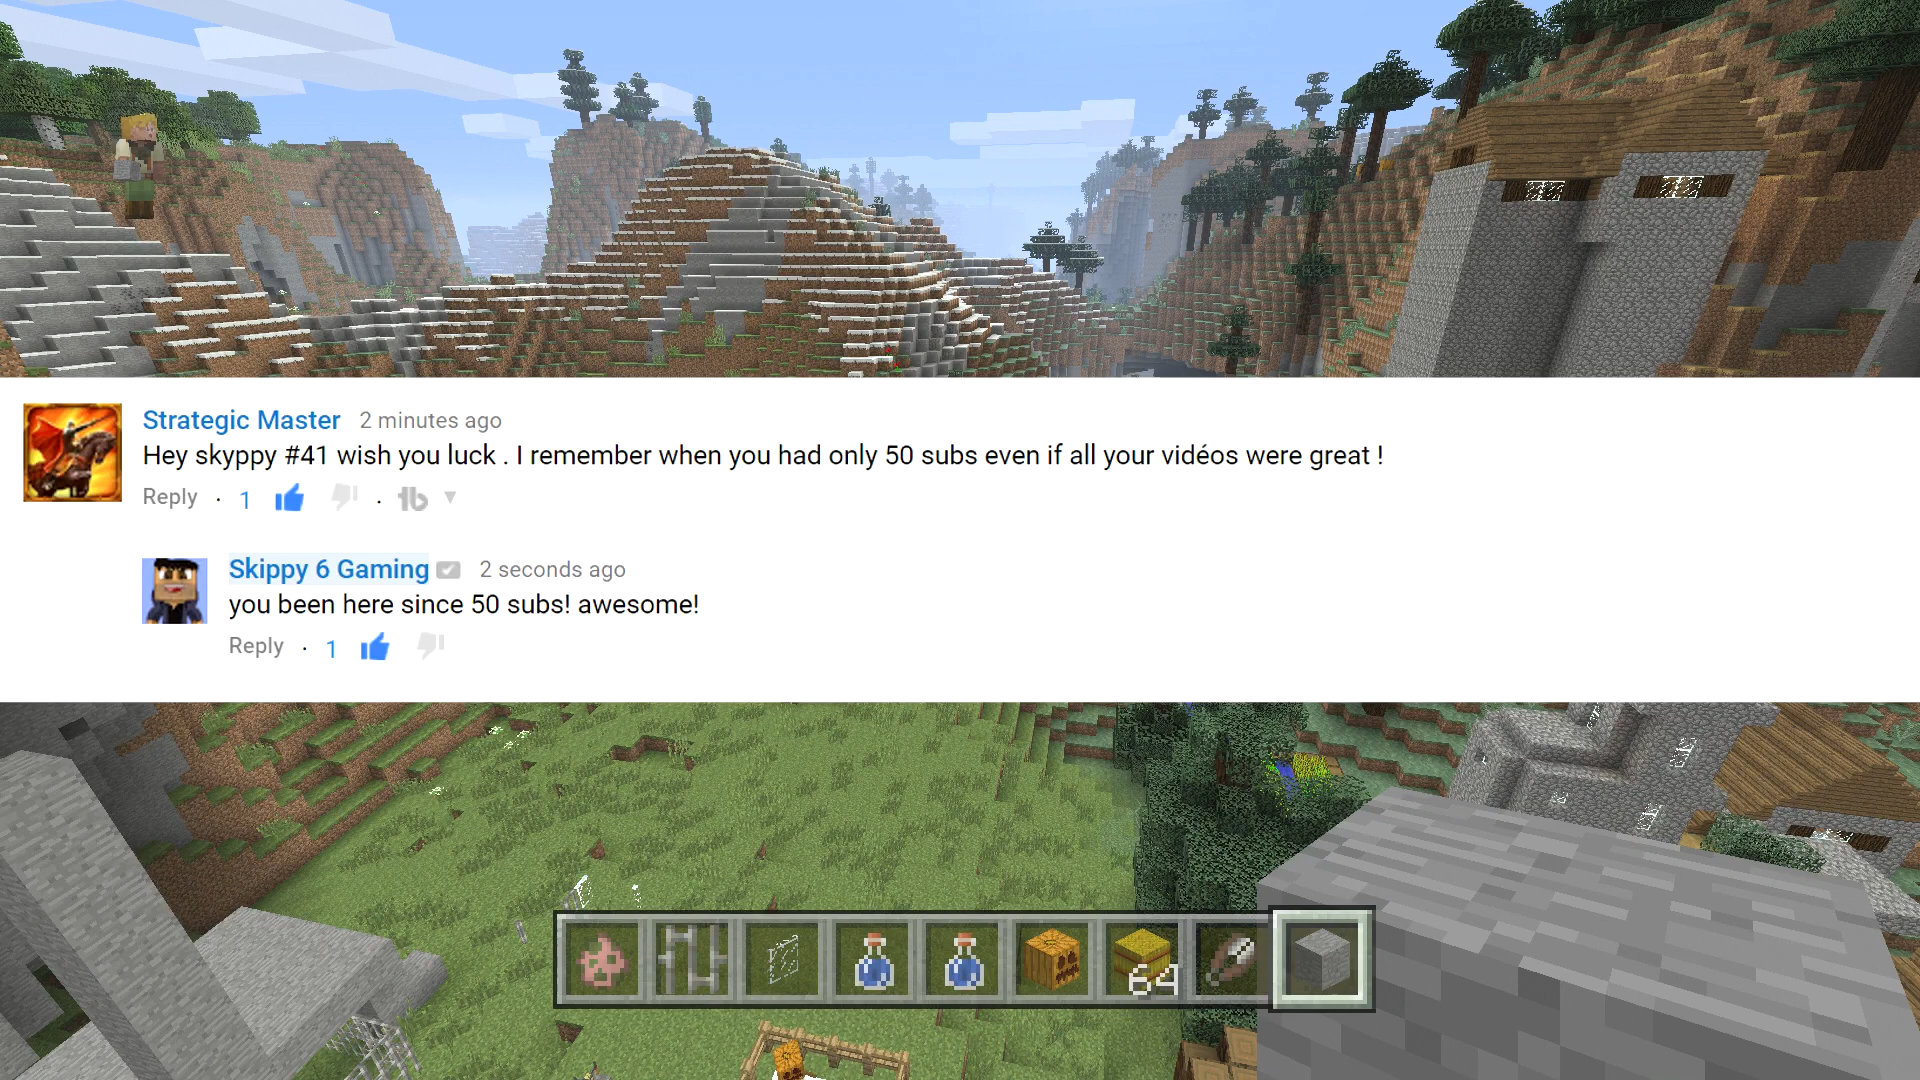 Strategic Master 2 minutes ago
Hey skyppy #41 wish you luck . I remember when you had only 50 subs even if all your vidéos were great !
Reply · 1 · tb ▼
Skippy 6 Gaming 2 seconds ago
you been here since 50 subs! awesome!
Reply · 1
64